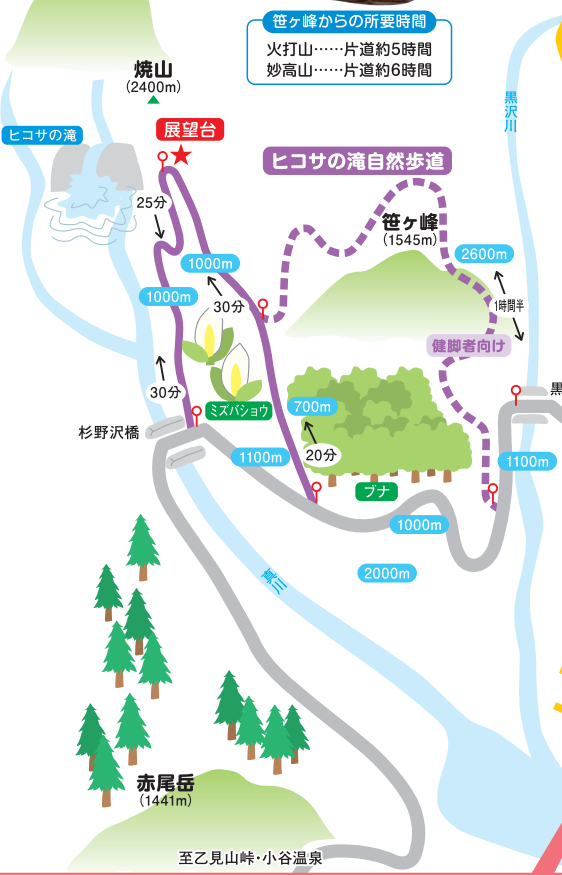 笹ヶ峰からの所要時間
火打山……片道約5時間
妙高山……片道約6時間
焼山
(2400m)
黒沢川
ヒコサの滝
展望台
ヒコサの滝自然歩道
25分
笹ヶ峰
(1545m)
2600m
1000m
1000m
30分
1時間半
健脚者向け
30分
700m
ミズバショウ
黒
杉野沢橋
20分
1100m
1100m
ブナ
1000m
2000m
真川
赤尾岳
(1441m)
至乙見山峠・小谷温泉